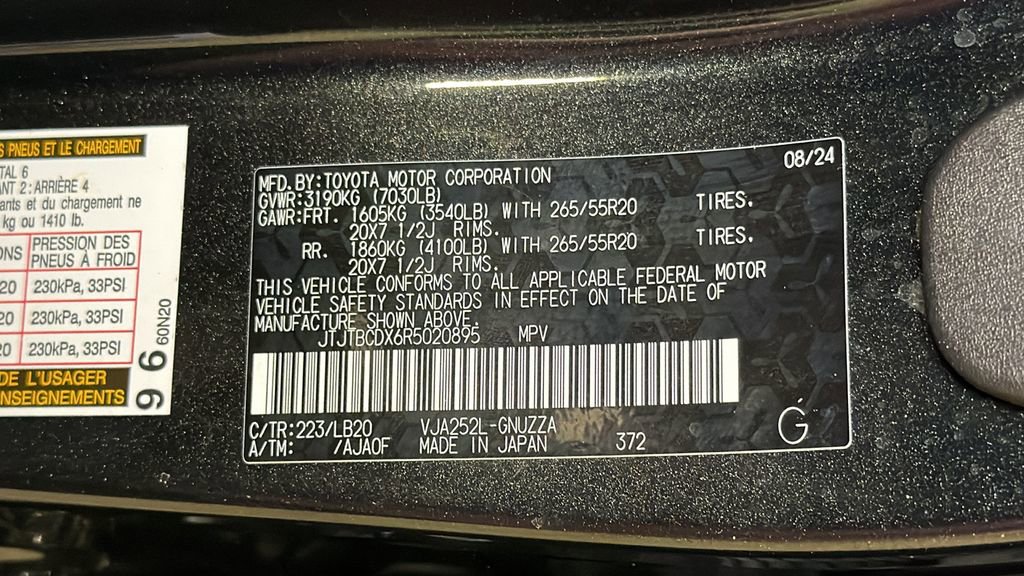 S PNEUS ET LE CHARGEMENT
TAL 6
ANT 2 : ARRIÈRE 4
ants et du chargement ne
kg ou 1410 lb.
ONS PRESSION DES PNEUS À FROID
20 230kPa, 33PSI
20 230kPa, 33PSI
20 230kPa, 33PSI
DE L'USAGER
NSEIGNEMENTS
60N20
96
08/24
MFD.BY:TOYOTA MOTOR CORPORATION
GVWR:3190KG (7030LB)
GAWR:FRT. 1605KG (3540LB) WITH 265/55R20 TIRES.
20X7 1/2J RIMS.
RR. 1860KG (4100LB) WITH 265/55R20 TIRES.
20X7 1/2J RIMS.
THIS VEHICLE CONFORMS TO ALL APPLICABLE FEDERAL MOTOR
VEHICLE SAFETY STANDARDS IN EFFECT ON THE DATE OF
MANUFACTURE SHOWN ABOVE.
JTJTBCDX6R5020895 MPV
C/TR:223/LB20 VJA252L-GNUZZA
A/TM: /AJA0F MADE IN JAPAN 372
G